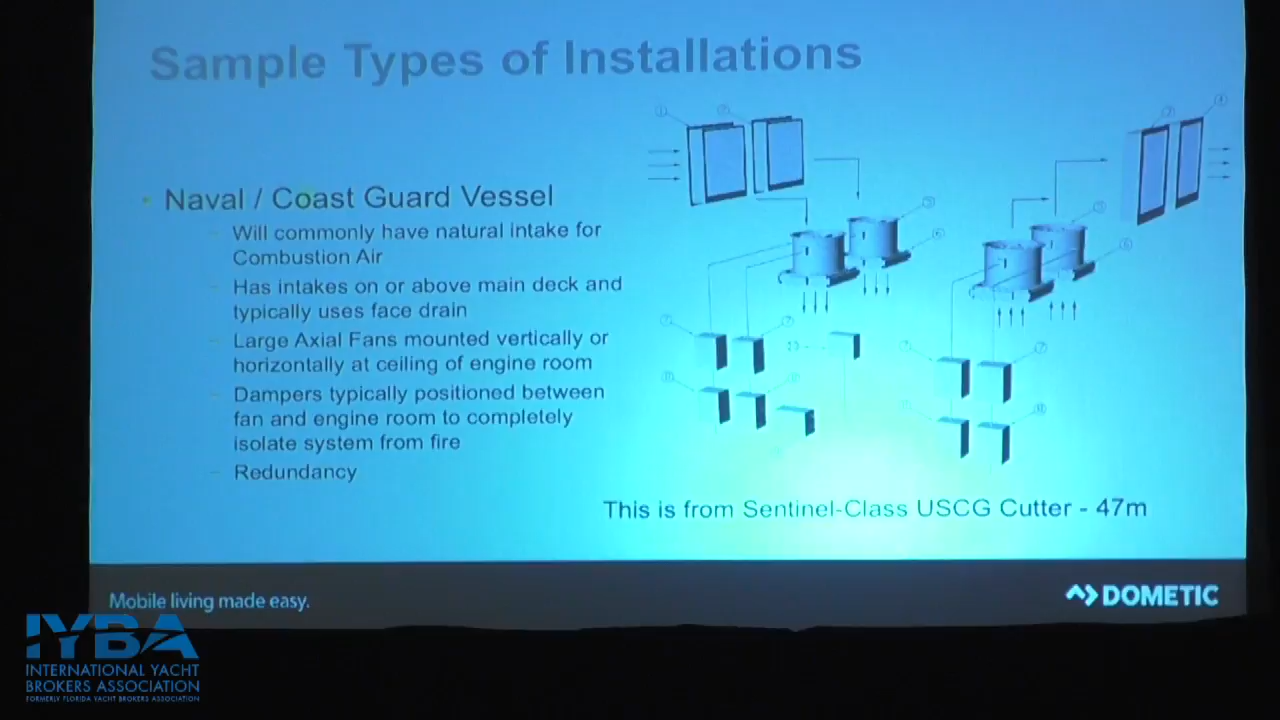 Sample Types of Installations
Naval / Coast Guard Vessel
Will commonly have natural intake for
Combustion Air
Has intakes on or above main deck and
typically uses face drain
Large Axial Fans mounted vertically or
horizontally at ceiling of engine room
Dampers typically positioned between
fan and engine room to completely
isolate system from fire
Redundancy
This is from Sentinel-Class USCG Cutter - 47m
Mobile living made easy.
DOMETIC
IYBA
INTERNATIONAL YACHT
BROKERS ASSOCIATION
FORMERLY FLORIDA YACHT BROKERS ASSOCIATION